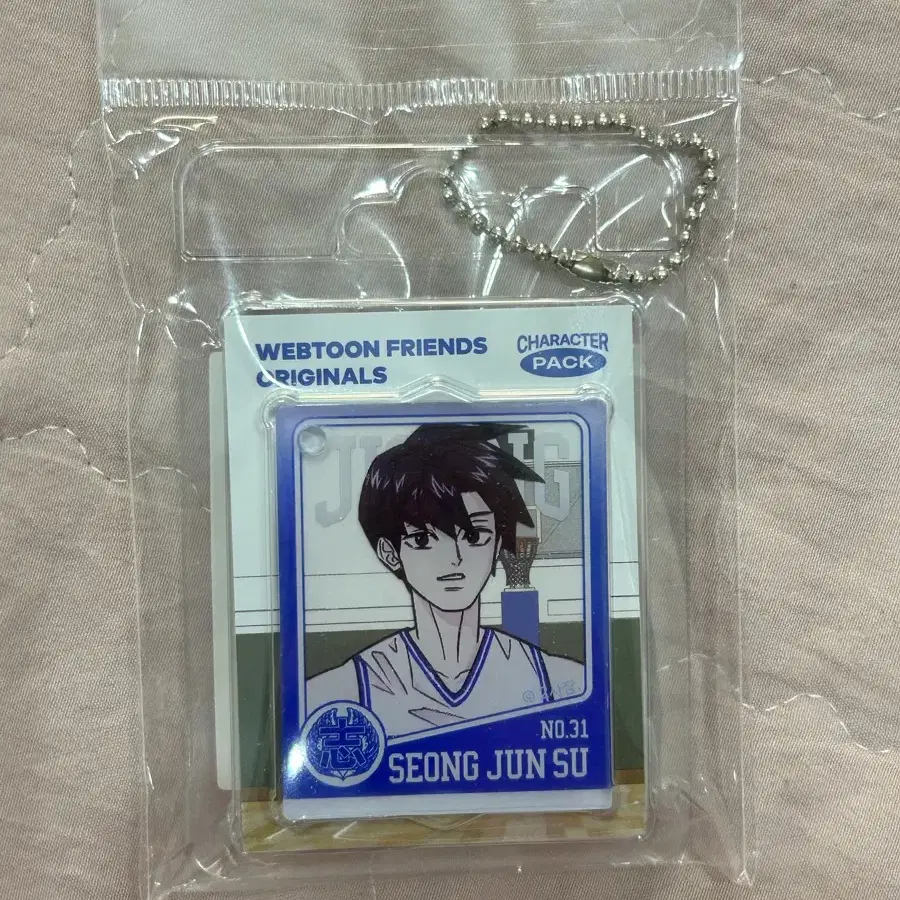 WEBTOON FRIENDS
ORIGINALS
CHARACTER
PACK
NO.31
SEONG JUN SU
志